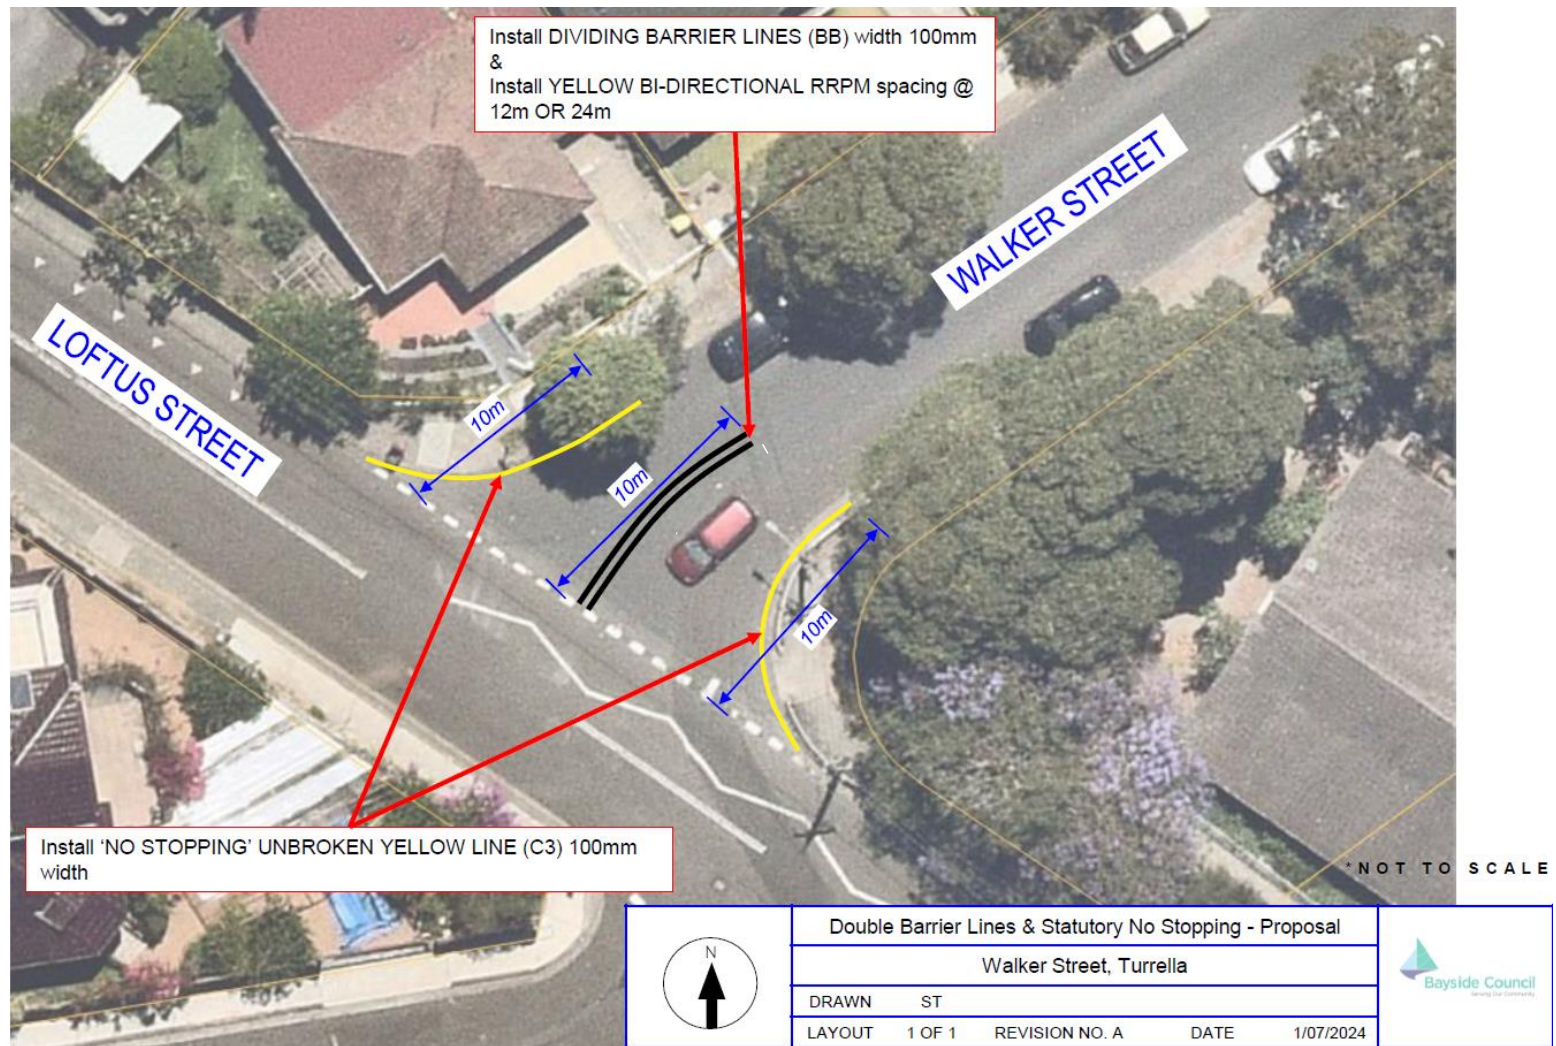 Install DIVIDING BARRIER LINES (BB) width 100mm
&
Install YELLOW BI-DIRECTIONAL RRPM spacing @
12m OR 24m
WALKER STREET
LOFTUS STREET
10m
10m
10m
Install ‘NO STOPPING’ UNBROKEN YELLOW LINE (C3) 100mm
width
*NOT TO SCALE
N
Double Barrier Lines & Statutory No Stopping - Proposal
Walker Street, Turrella
DRAWN ST
LAYOUT 1 OF 1 REVISION NO. A DATE 1/07/2024
Bayside Council
Serving Our Community